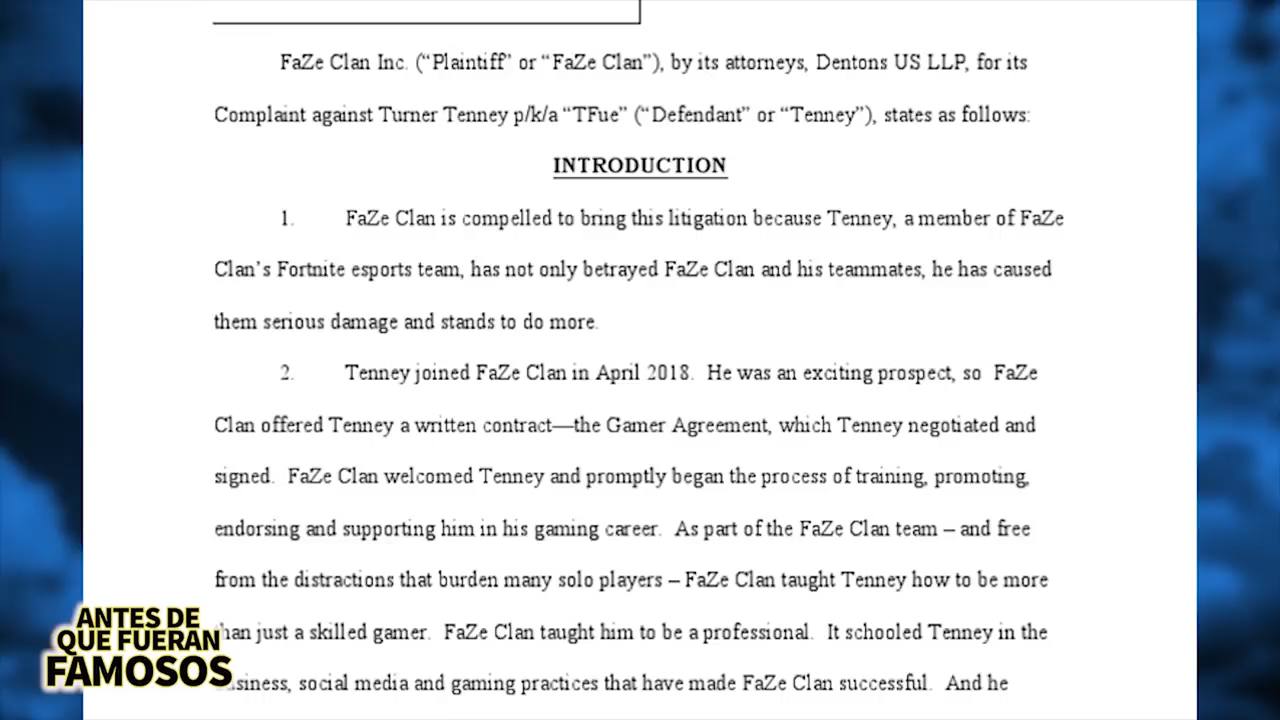 FaZe Clan Inc. (“Plaintiff” or “FaZe Clan”), by its attorneys, Dentons US LLP, for its
Complaint against Turner Tenney p/k/a “TFue” (“Defendant” or “Tenney”), states as follows:
INTRODUCTION
1. FaZe Clan is compelled to bring this litigation because Tenney, a member of FaZe
Clan’s Fortnite esports team, has not only betrayed FaZe Clan and his teammates, he has caused
them serious damage and stands to do more.
2. Tenney joined FaZe Clan in April 2018. He was an exciting prospect, so FaZe
Clan offered Tenney a written contract—the Gamer Agreement, which Tenney negotiated and
signed. FaZe Clan welcomed Tenney and promptly began the process of training, promoting,
endorsing and supporting him in his gaming career. As part of the FaZe Clan team – and free
from the distractions that burden many solo players – FaZe Clan taught Tenney how to be more
than just a skilled gamer. FaZe Clan taught him to be a professional. It schooled Tenney in the
business, social media and gaming practices that have made FaZe Clan successful. And he
ANTES DE
QUE FUERAN
FAMOSOS